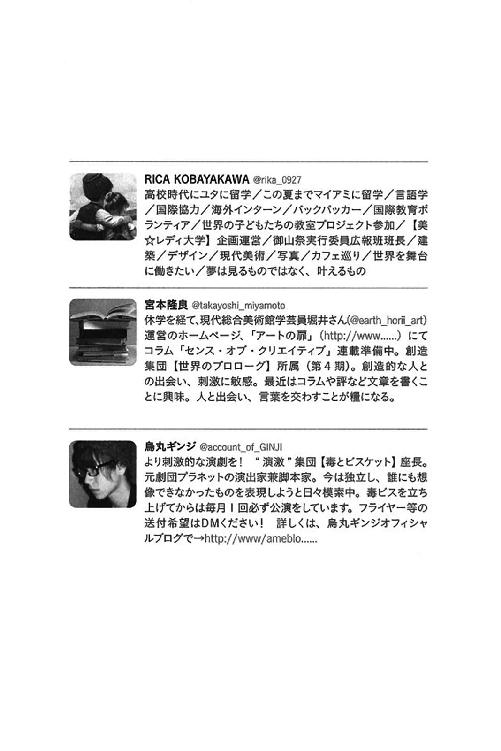 RICA KOBAYAKAWA @rika_0927
高校時代にユタに留学／この夏までマイアミに留学／言語学
／国際協力／海外インターン／バックパッカー／国際教育ボ
ランティア／世界の子どもたちの教室プロジェクト参加／【美
☆レディ大学】企画運営／御山祭実行委員広報班班長／建
築／デザイン／現代美術／写真／カフェ巡り／世界を舞台
に働きたい／夢は見るものではなく、叶えるもの
宮本隆良 @takayoshi_miyamoto
休学を経て、現代総合美術館学芸員堀井さん(@earth_horii_art)
運営のホームページ、「アートの扉」（http://www......）にて
コラム「センス・オブ・クリエイティブ」連載準備中。創造
集団【世界のプロローグ】所属（第4期）。創造的な人と
の出会い、刺激に敏感。最近はコラムや評など文章を書くこ
とに興味。人と出会い、言葉を交わすことが糧になる。
烏丸ギンジ @account_of_GINJI
より刺激的な演劇を！　“演激”集団【毒とビスケット】座長。
元劇団プラネットの演出家兼脚本家。今は独立し、誰にも想
像できなかったものを表現しようと日々模索中。毒ビスを立ち
上げてからは毎月1回必ず公演をしています。フライヤー等の
送付希望はDMください！　詳しくは、烏丸ギンジオフィシャ
ルブログで→http://www/ameblo......